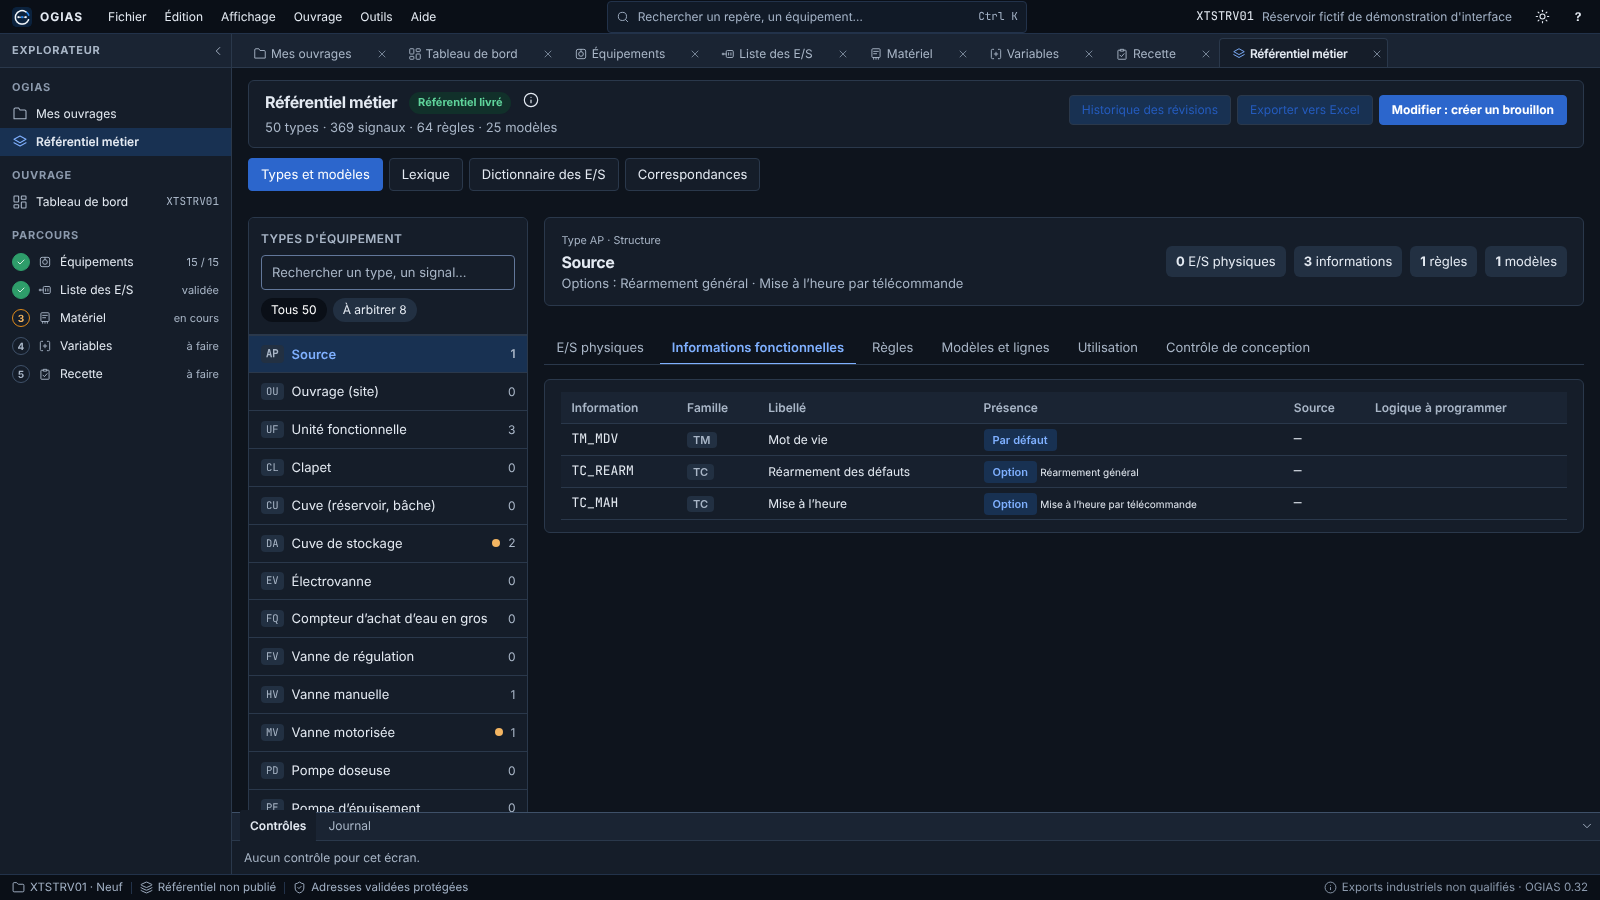 OGIAS Fichier Édition Affichage Ouvrage Outils Aide Rechercher un repère, un équipement... Ctrl K XTSTRV01 Réservoir fictif de démonstration d'interface ?
EXPLORATEUR
Mes ouvrages Tableau de bord Équipements Liste des E/S Matériel Variables Recette Référentiel métier
OGIAS
Mes ouvrages
Référentiel métier
OUVRAGE
Tableau de bord XTSTRV01
PARCOURS
Équipements 15 / 15
Liste des E/S validée
3 Matériel en cours
4 Variables à faire
5 Recette à faire
Référentiel métier Référentiel livré
50 types · 369 signaux · 64 règles · 25 modèles
Historique des révisions Exporter vers Excel Modifier : créer un brouillon
Types et modèles Lexique Dictionnaire des E/S Correspondances
TYPES D'ÉQUIPEMENT
Rechercher un type, un signal...
Tous 50 À arbitrer 8
AP Source 1
OU Ouvrage (site) 0
UF Unité fonctionnelle 3
CL Clapet 0
CU Cuve (réservoir, bâche) 0
DA Cuve de stockage 2
EV Électrovanne 0
FQ Compteur d’achat d’eau en gros 0
FV Vanne de régulation 0
HV Vanne manuelle 1
MV Vanne motorisée 1
PD Pompe doseuse 0
PE Pompe d’épuisement 0
Type AP · Structure
Source
Options : Réarmement général · Mise à l’heure par télécommande
0 E/S physiques 3 informations 1 règles 1 modèles
E/S physiques Informations fonctionnelles Règles Modèles et lignes Utilisation Contrôle de conception
Information Famille Libellé Présence Source Logique à programmer
TM_MDV TM Mot de vie Par défaut —
TC_REARM TC Réarmement des défauts Option Réarmement général —
TC_MAH TC Mise à l’heure Option Mise à l’heure par télécommande —
Contrôles Journal
Aucun contrôle pour cet écran.
XTSTRV01 · Neuf Référentiel non publié Adresses validées protégées Exports industriels non qualifiés · OGIAS 0.32